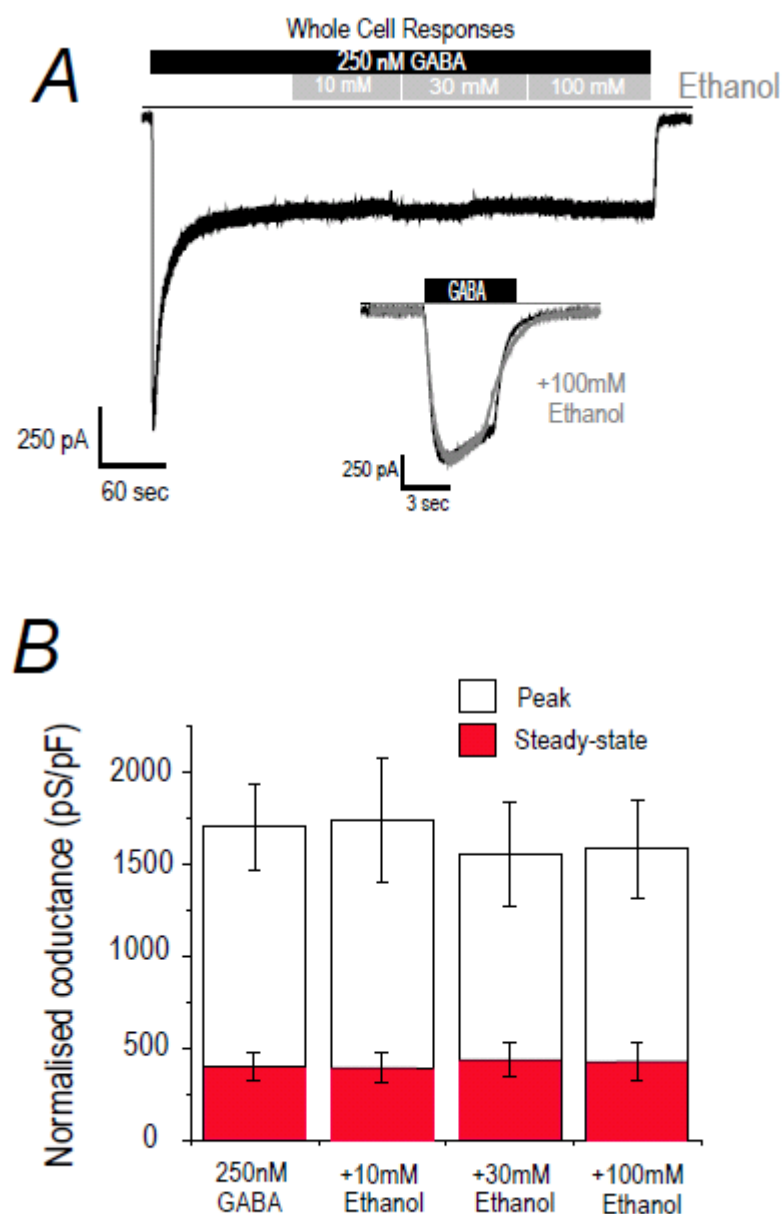 Whole Cell Responses
A
250 nM GABA
10 mM 30 mM 100 mM Ethanol
GABA
+100mM
Ethanol
250 pA
60 sec
250 pA
3 sec
B
Peak
Steady-state
Normalised coductance (pS/pF)
2000
1500
1000
500
0
250nM
GABA
+10mM
Ethanol
+30mM
Ethanol
+100mM
Ethanol